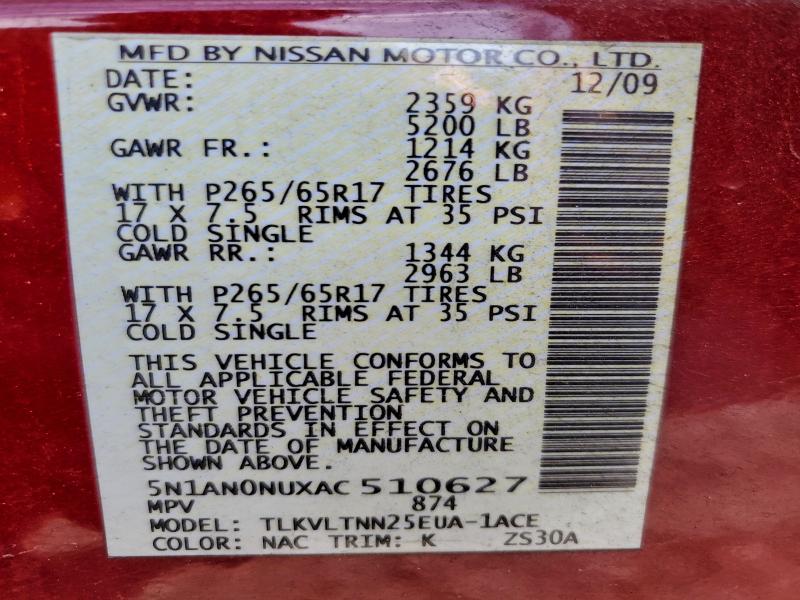 MFD BY NISSAN MOTOR CO., LTD.
DATE: 12/09
GVWR: 2359 KG
5200 LB
GAWR FR.: 1214 KG
2676 LB
WITH P265/65R17 TIRES
17 X 7.5 RIMS AT 35 PSI
COLD SINGLE
GAWR RR.: 1344 KG
2963 LB
WITH P265/65R17 TIRES
17 X 7.5 RIMS AT 35 PSI
COLD SINGLE
THIS VEHICLE CONFORMS TO
ALL APPLICABLE FEDERAL
MOTOR VEHICLE SAFETY AND
THEFT PREVENTION
STANDARDS IN EFFECT ON
THE DATE OF MANUFACTURE
SHOWN ABOVE.
5N1AN0NUXAC 510627
MPV 874
MODEL: TLKVLTNN25EUA-1ACE
COLOR: NAC TRIM: K ZS30A